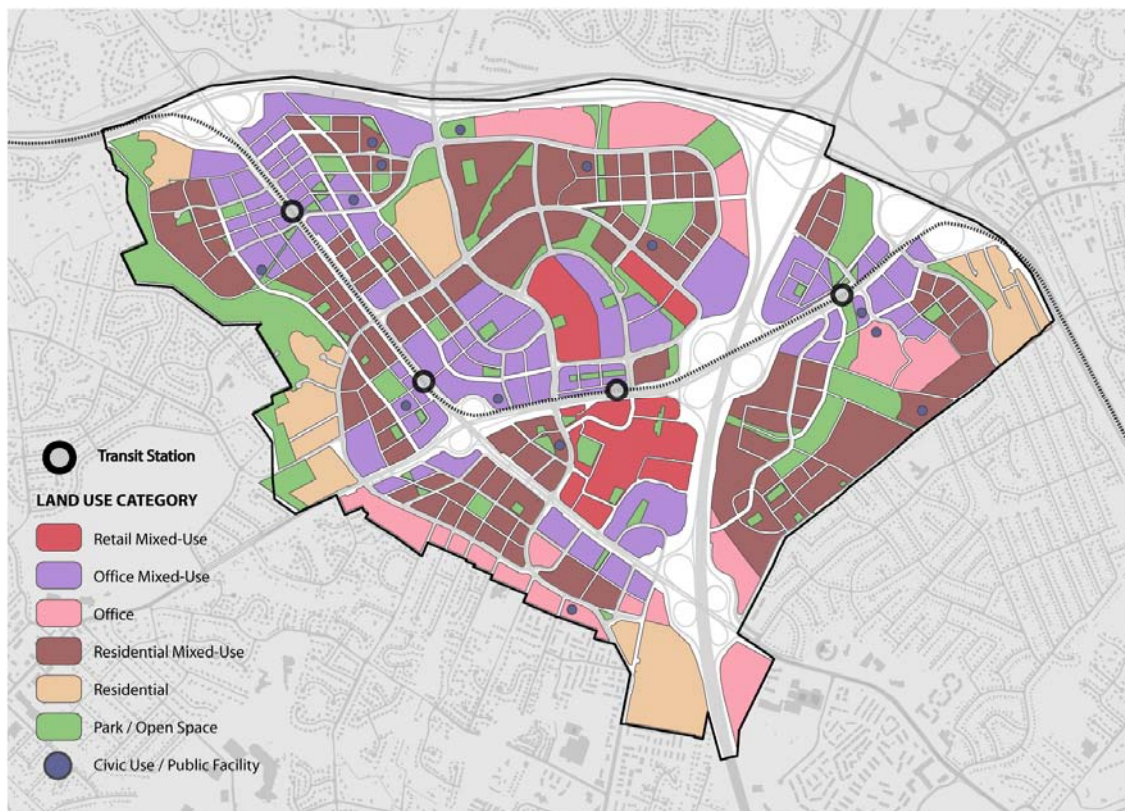 Transit Station
LAND USE CATEGORY
Retail Mixed-Use
Office Mixed-Use
Office
Residential Mixed-Use
Residential
Park / Open Space
Civic Use / Public Facility